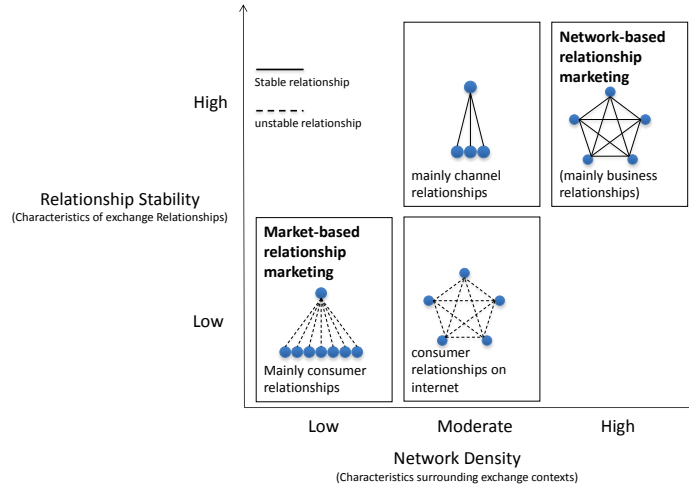 Network-based
relationship
marketing
Stable relationship
unstable relationship
High
mainly channel
relationships
(mainly business
relationships)
Relationship Stability
(Characteristics of exchange Relationships)
Market-based
relationship
marketing
Low
Mainly consumer
relationships
consumer
relationships on
internet
Low
Moderate
High
Network Density
(Characteristics surrounding exchange contexts)